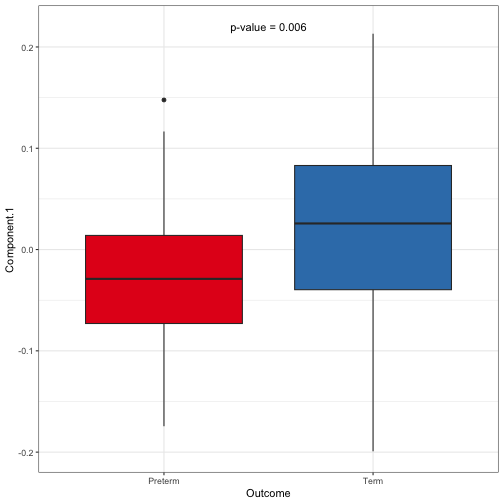 p-value = 0.006
0.2
0.1
0.0
-0.1
-0.2
Component.1
Preterm Term
Outcome